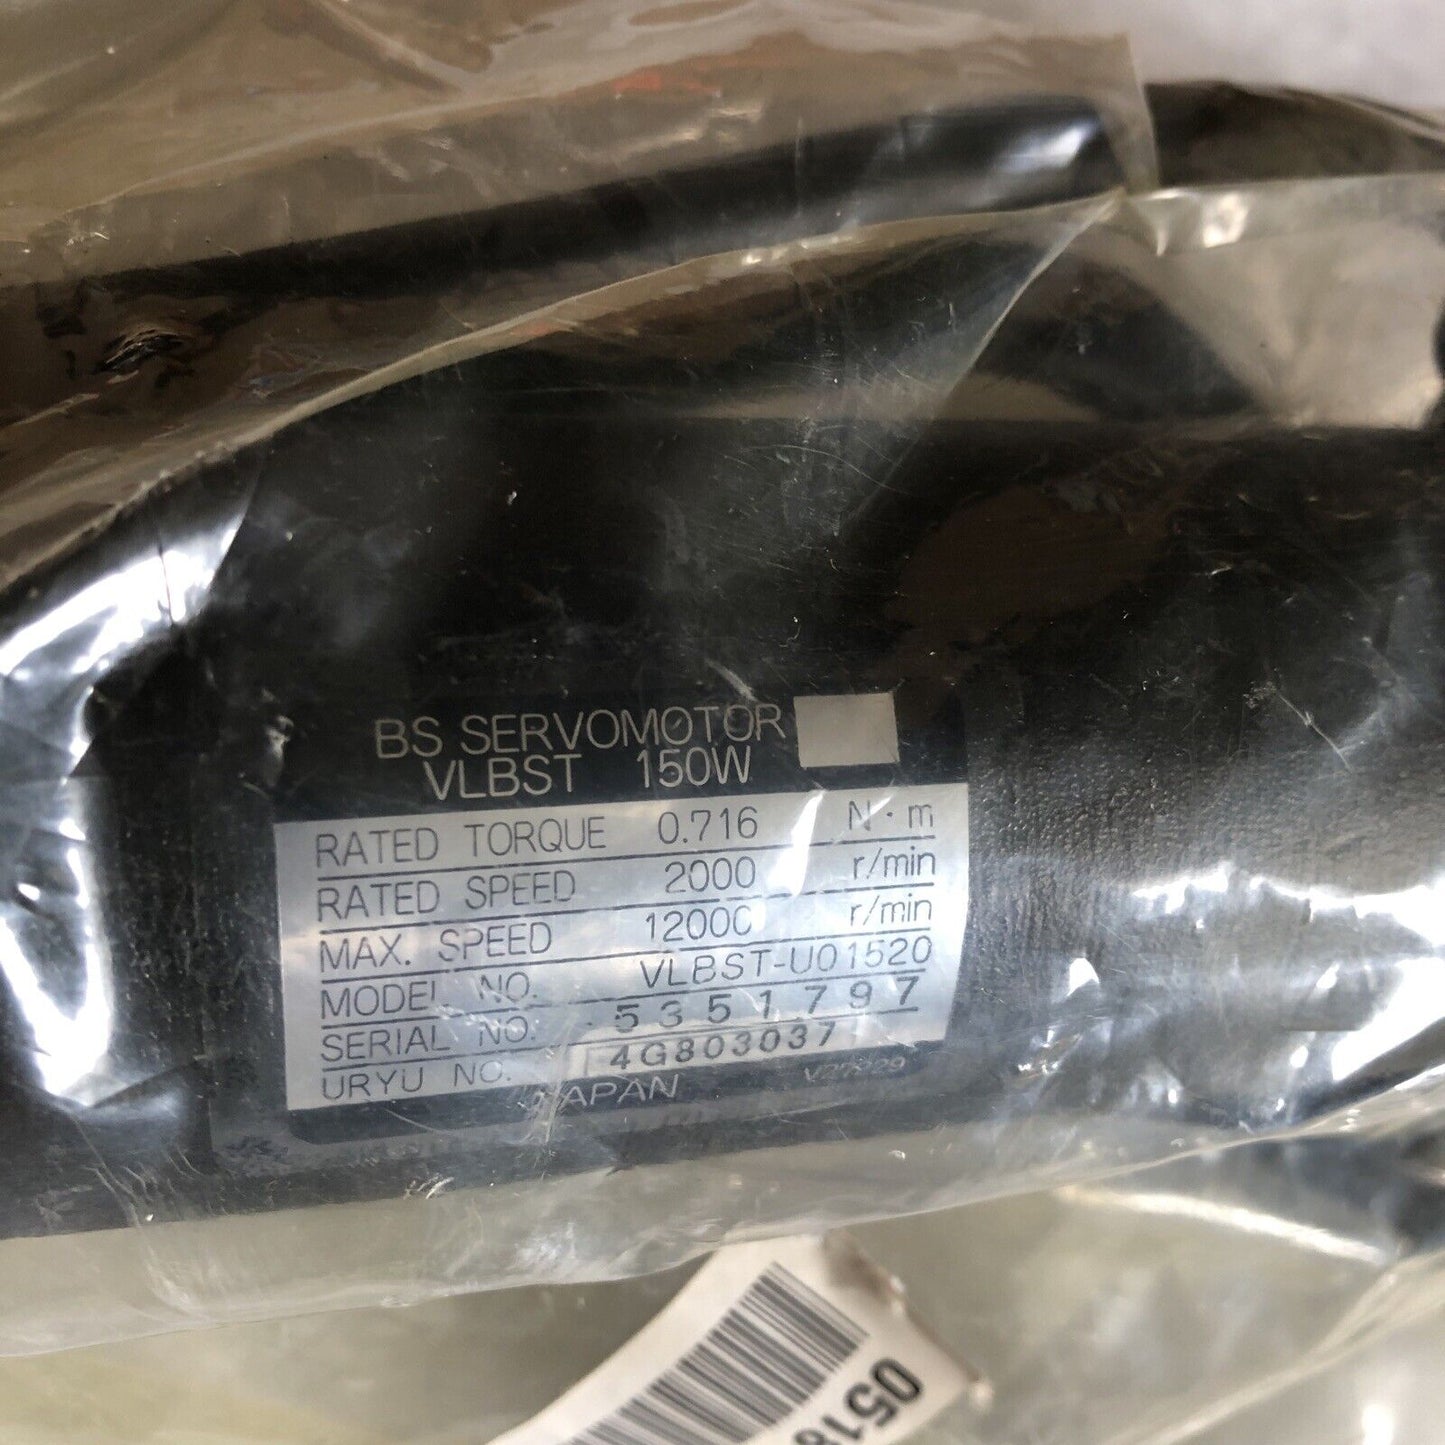 BS SERVOMOTOR
VLBST 150W
RATED TORQUE 0.716 N·m
RATED SPEED 2000 r/min
MAX. SPEED 12000 r/min
MODEL NO. VLBST-U01520
SERIAL NO. 5351797
URYU NO. 4G803037
JAPAN
0518